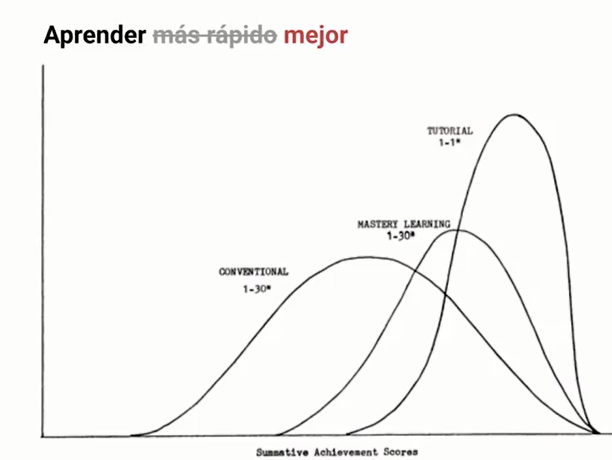 Aprender más rápido mejor
TUTORIAL
1-1*
MASTERY LEARNING
1-30*
CONVENTIONAL
1-30*
Summative Achievement Scores